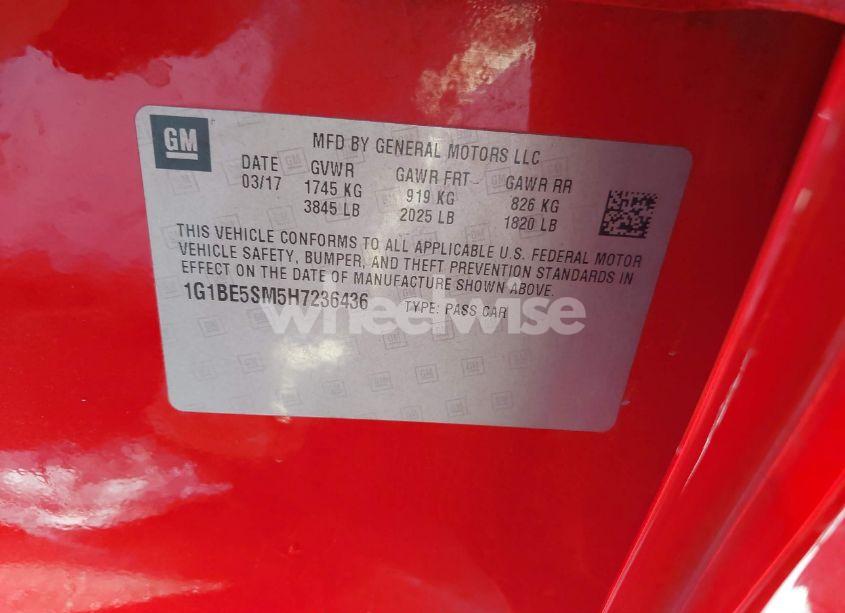 GM
MFD BY GENERAL MOTORS LLC
DATE GVWR GAWR FRT GAWR RR
03/17 1745 KG 919 KG 826 KG
3845 LB 2025 LB 1820 LB
THIS VEHICLE CONFORMS TO ALL APPLICABLE U.S. FEDERAL MOTOR
VEHICLE SAFETY, BUMPER, AND THEFT PREVENTION STANDARDS IN
EFFECT ON THE DATE OF MANUFACTURE SHOWN ABOVE.
1G1BE5SM5H7236436 TYPE: PASS CAR
wheelwise